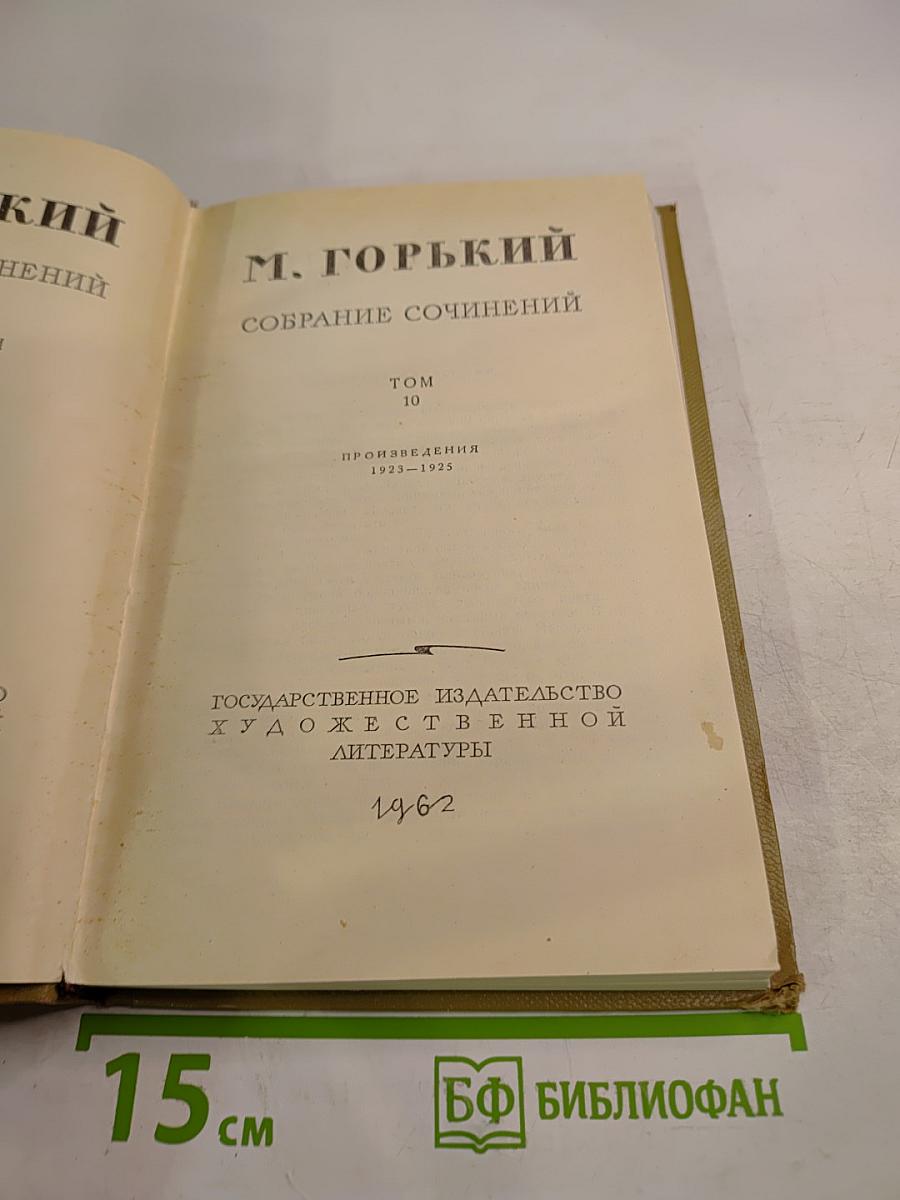 КИЙ
НЕНИЙ
М. ГОРЬКИЙ
СОБРАНИЕ СОЧИНЕНИЙ
ТОМ
10
ПРОИЗВЕДЕНИЯ
1923—1925
ГОСУДАРСТВЕННОЕ ИЗДАТЕЛЬСТВО
ХУДОЖЕСТВЕННОЙ
ЛИТЕРАТУРЫ
1962
15 см
БФ БИБЛИОФАН